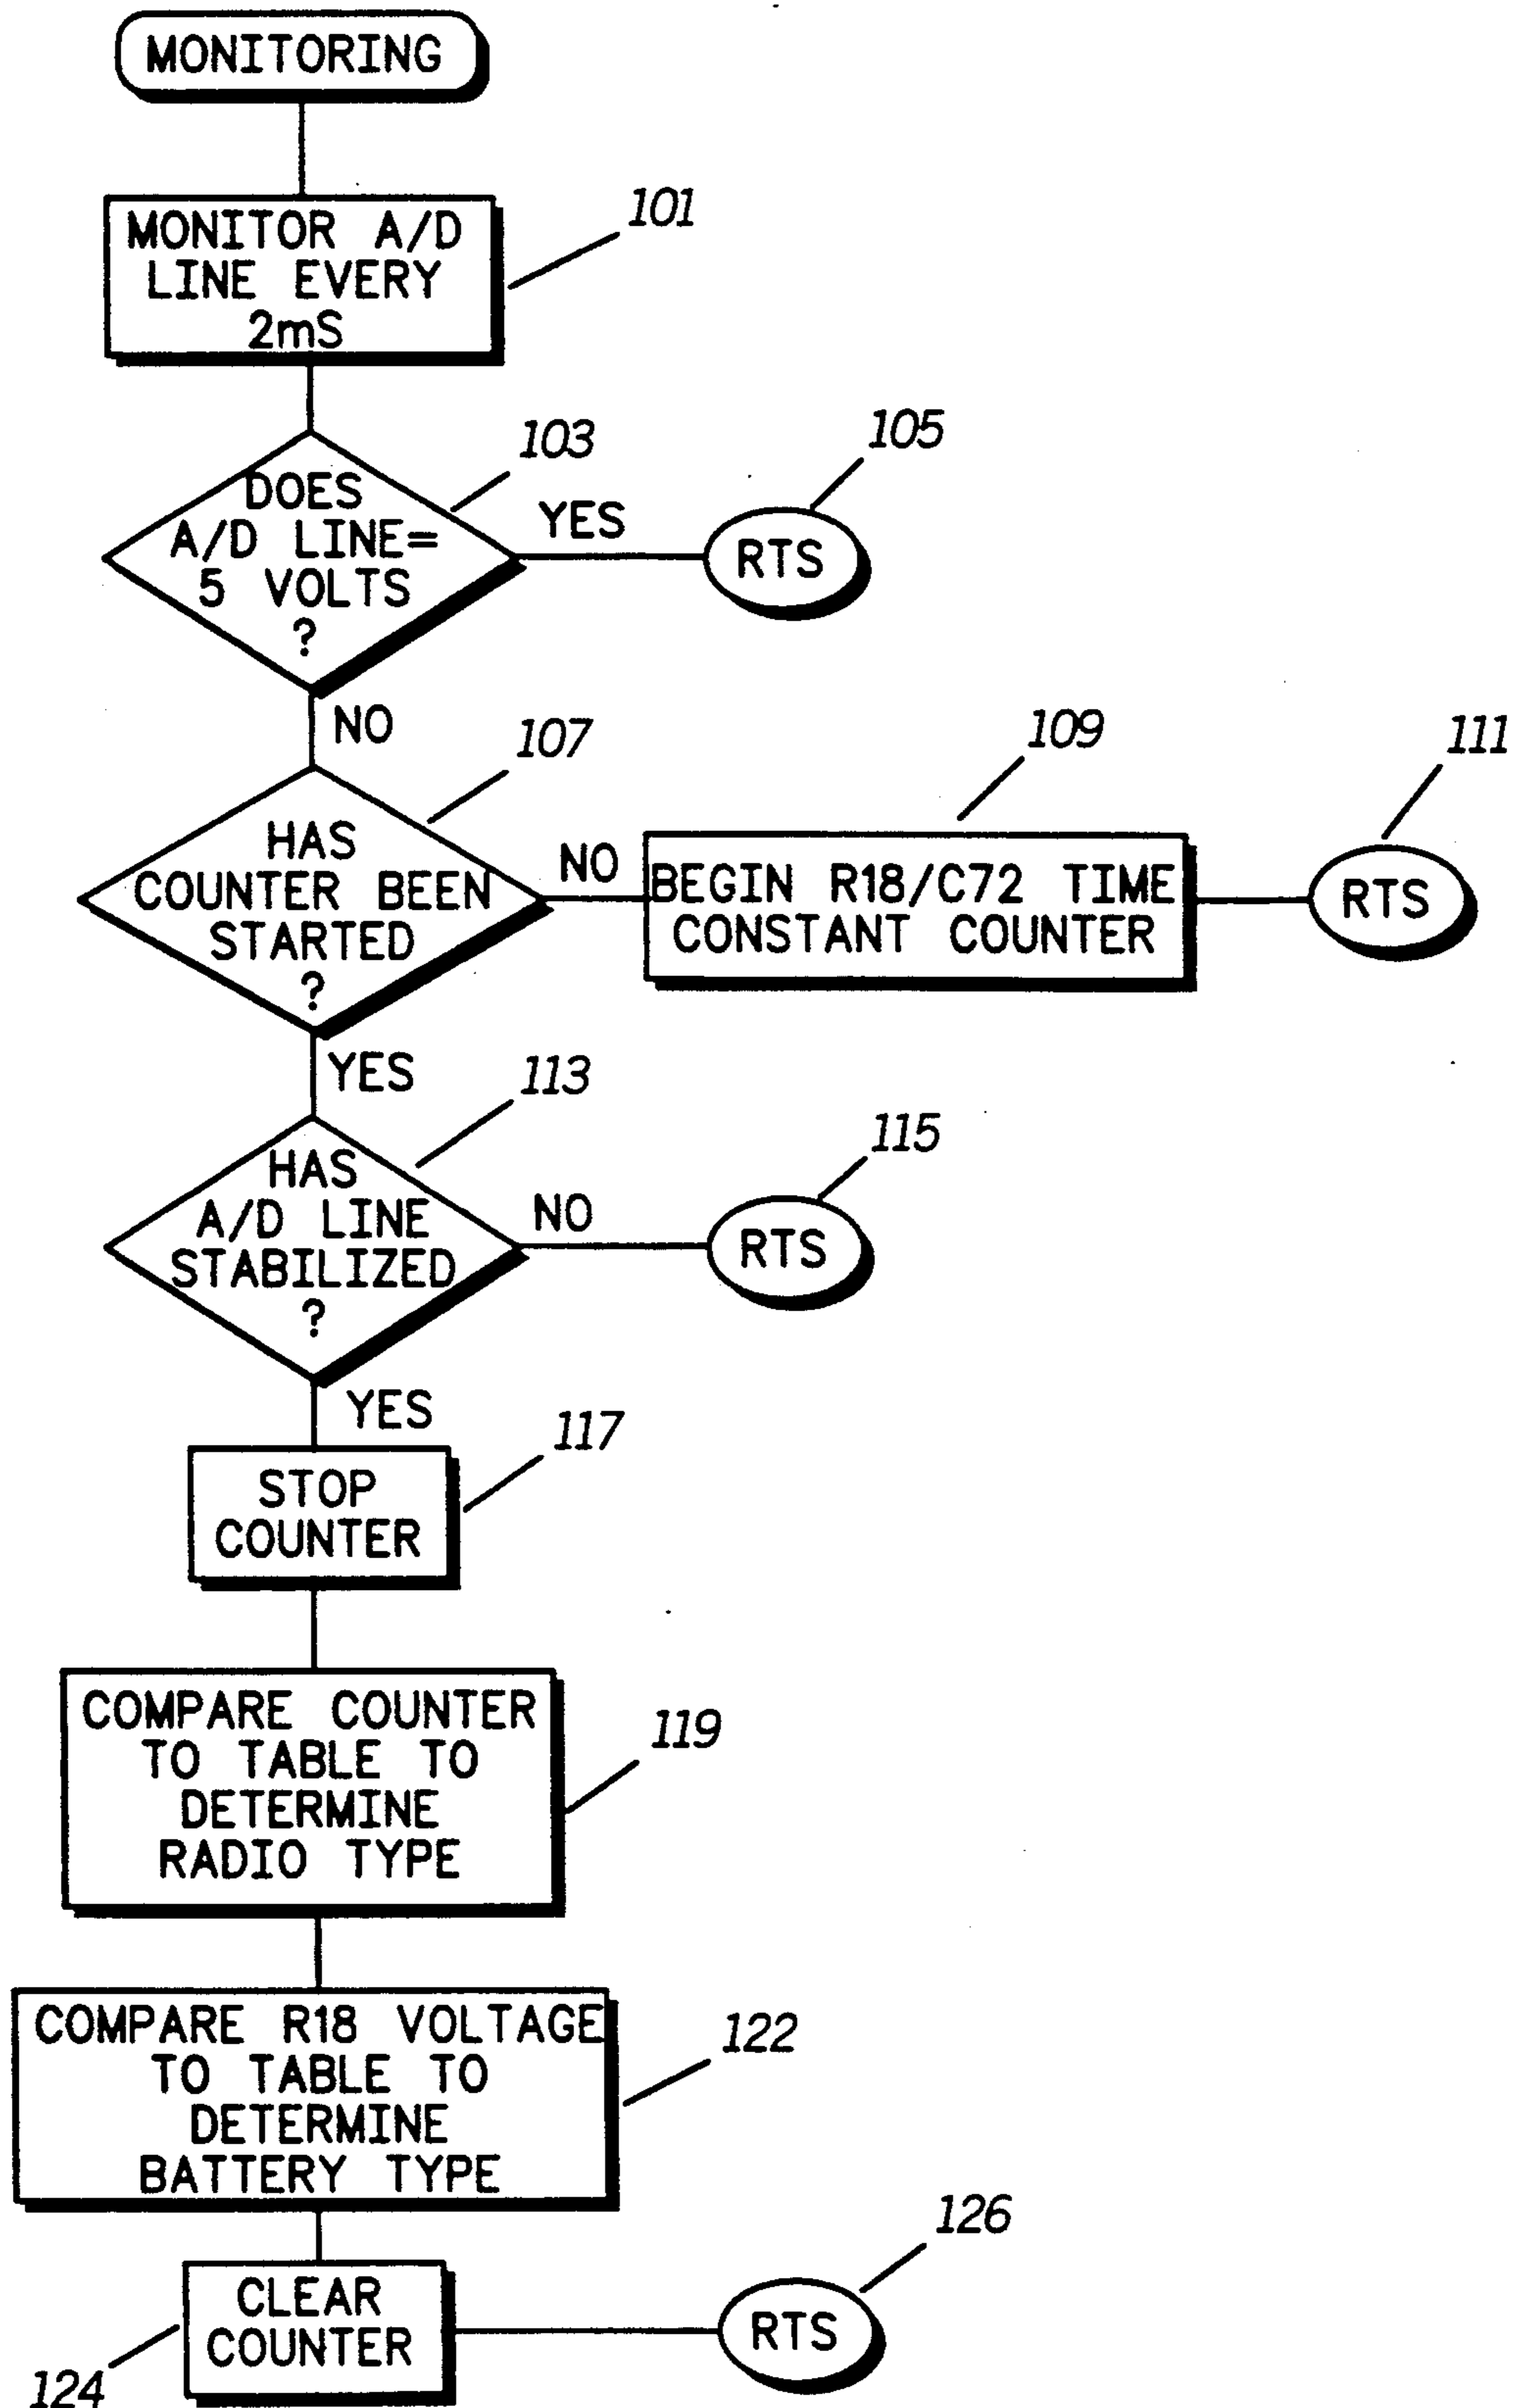 MONITORING
MONITOR A/D
LINE EVERY
2mS
101
DOES
A/D LINE=
5 VOLTS
?
103
YES
RTS
105
NO
HAS
COUNTER BEEN
STARTED
?
107
NO
BEGIN R18/C72 TIME
CONSTANT COUNTER
109
RTS
111
YES
HAS
A/D LINE
STABILIZED
?
113
NO
RTS
115
YES
STOP
COUNTER
117
COMPARE COUNTER
TO TABLE TO
DETERMINE
RADIO TYPE
119
COMPARE R18 VOLTAGE
TO TABLE TO
DETERMINE
BATTERY TYPE
122
CLEAR
COUNTER
124
RTS
126